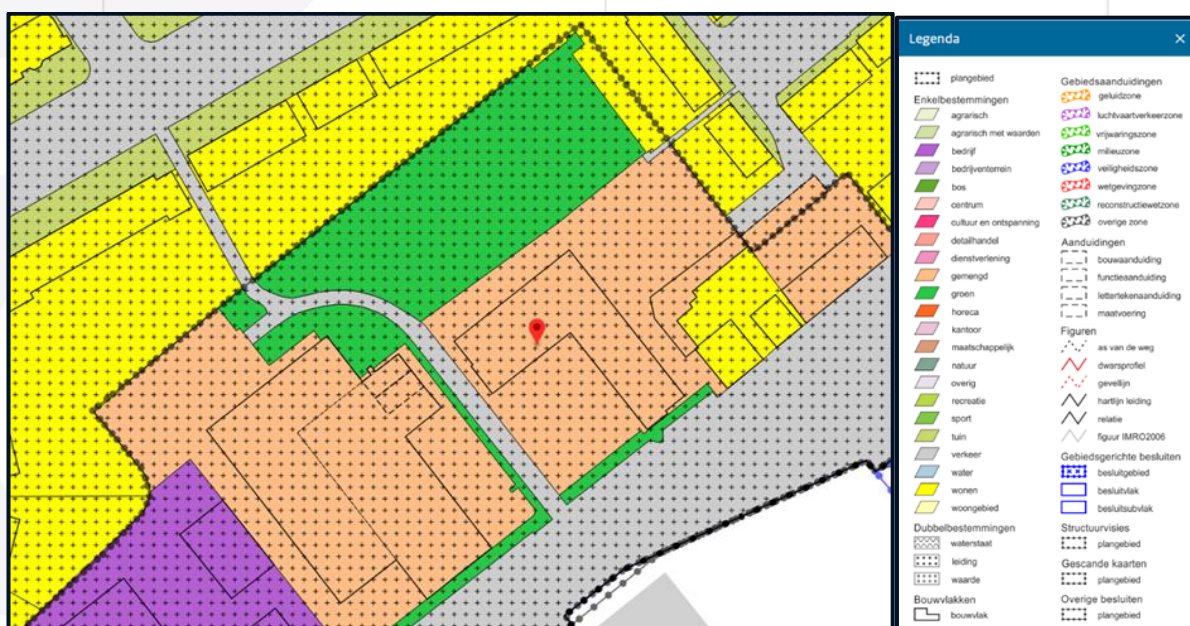 Legenda
plangebied
Enkelbestemmingen
agrarisch
agrarisch met waarden
bedrijf
bedrijventerrein
bos
centrum
cultuur en ontspanning
detailhandel
dienstverlening
gemengd
groen
horeca
kantoor
maatschappelijk
natuur
overig
recreatie
sport
tuin
verkeer
water
wonen
woongebied
Dubbelbestemmingen
waterstaat
leiding
waarde
Bouwvlakken
bouwvlak
Gebiedsaanduidingen
geluidzone
luchtvaartverkeerzone
vrijwaringszone
milieuzone
veiligheidszone
wetgevingzone
reconstructiewetzone
overige zone
Aanduidingen
bouwaanduiding
functieaanduiding
lettertekenaanduiding
maatvoering
Figuren
as van de weg
dwarsprofiel
gevellijn
hartlijn leiding
relatie
figuur IMRO2006
Gebiedsgerichte besluiten
besluitgebied
besluitvlak
besluitsubvlak
Structuurvisies
plangebied
Gescande kaarten
plangebied
Overige besluiten
plangebied